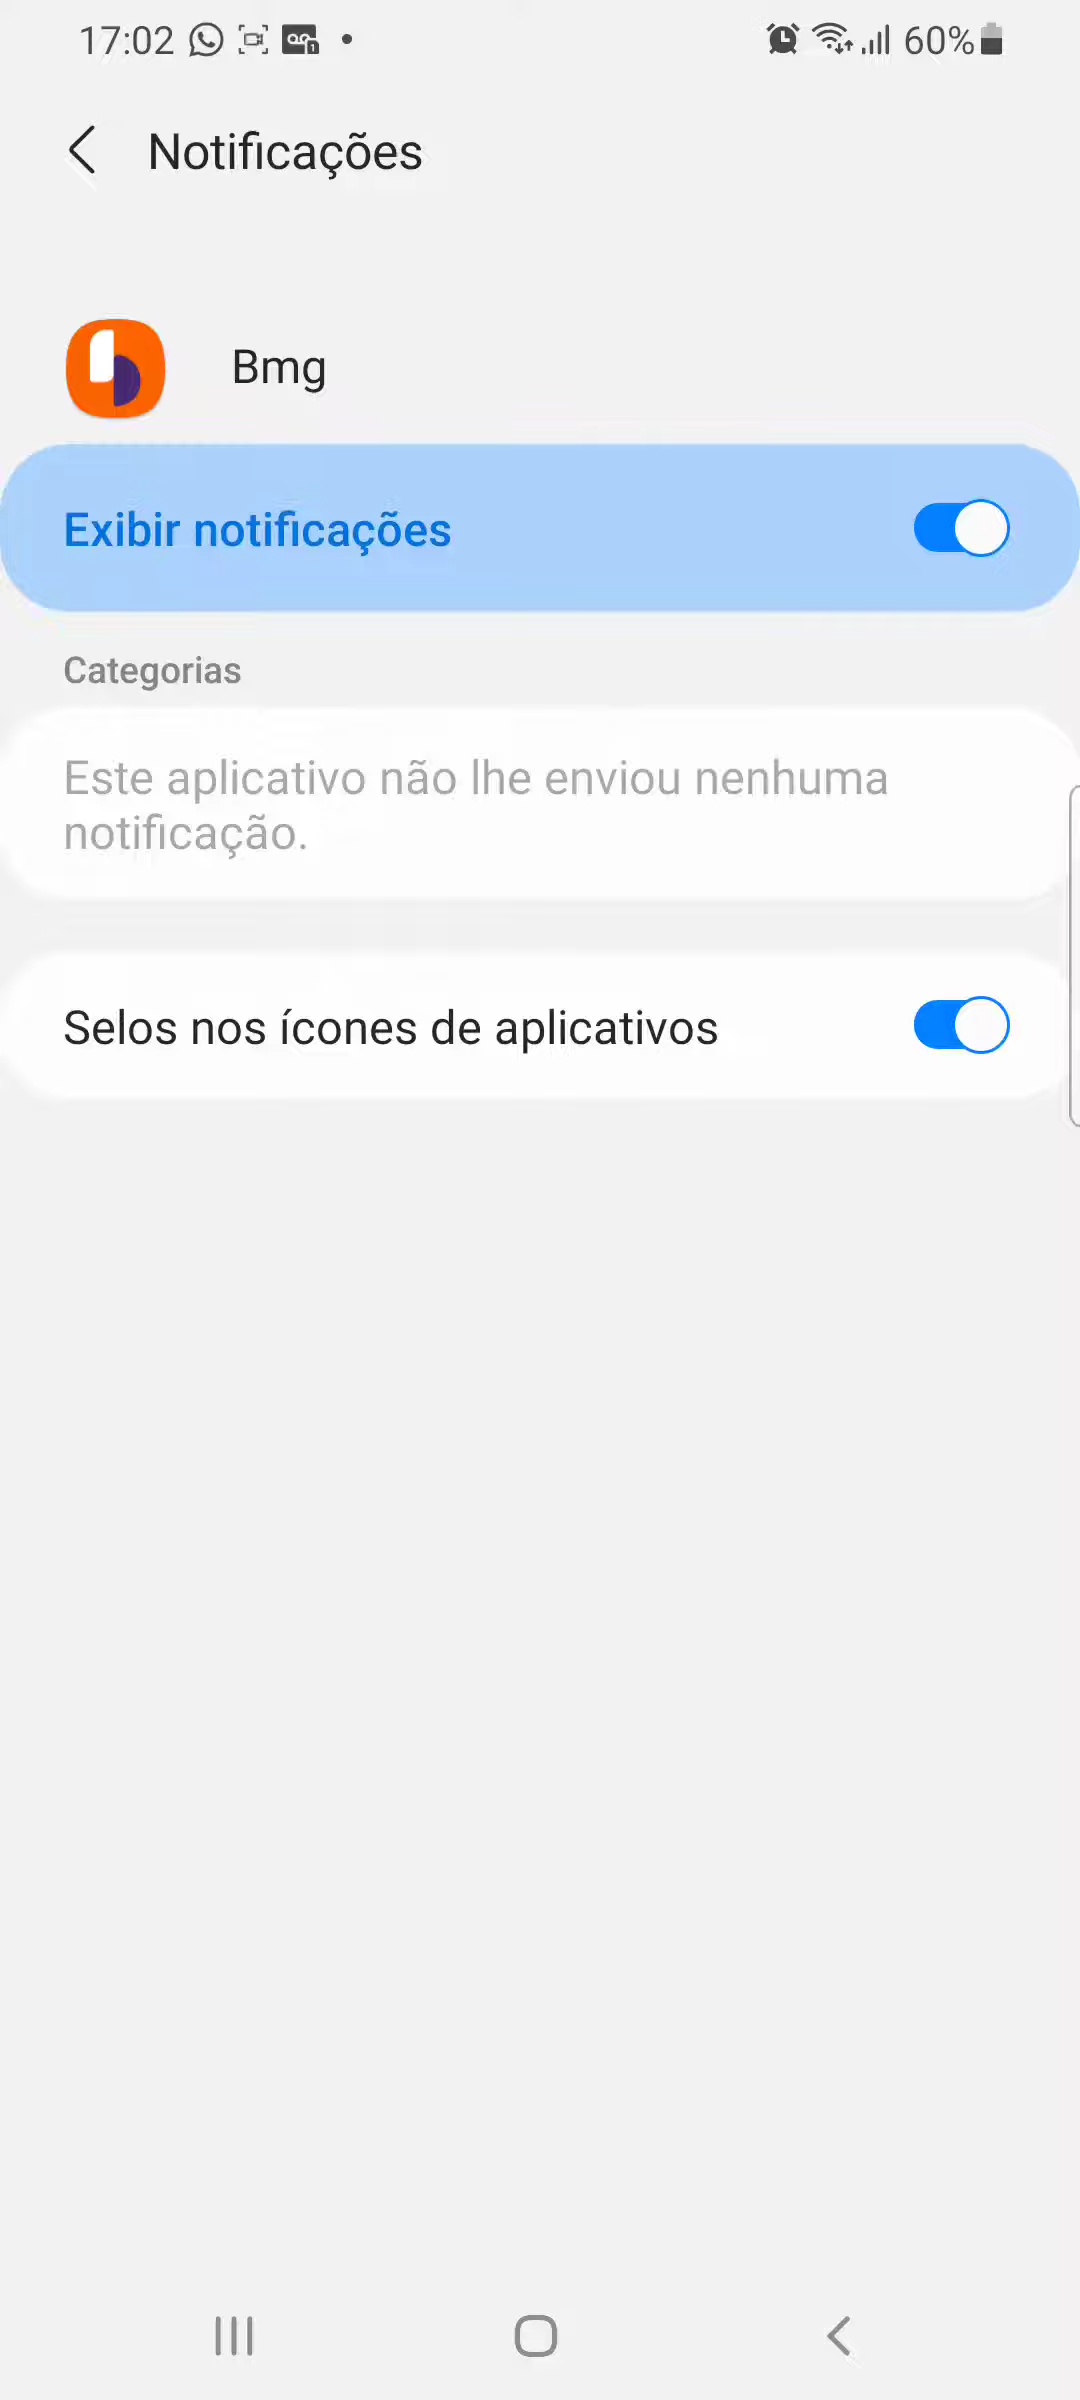 17:02
60%
Notificações
Bmg
Exibir notificações
Categorias
Este aplicativo não lhe enviou nenhuma
notificação.
Selos nos ícones de aplicativos